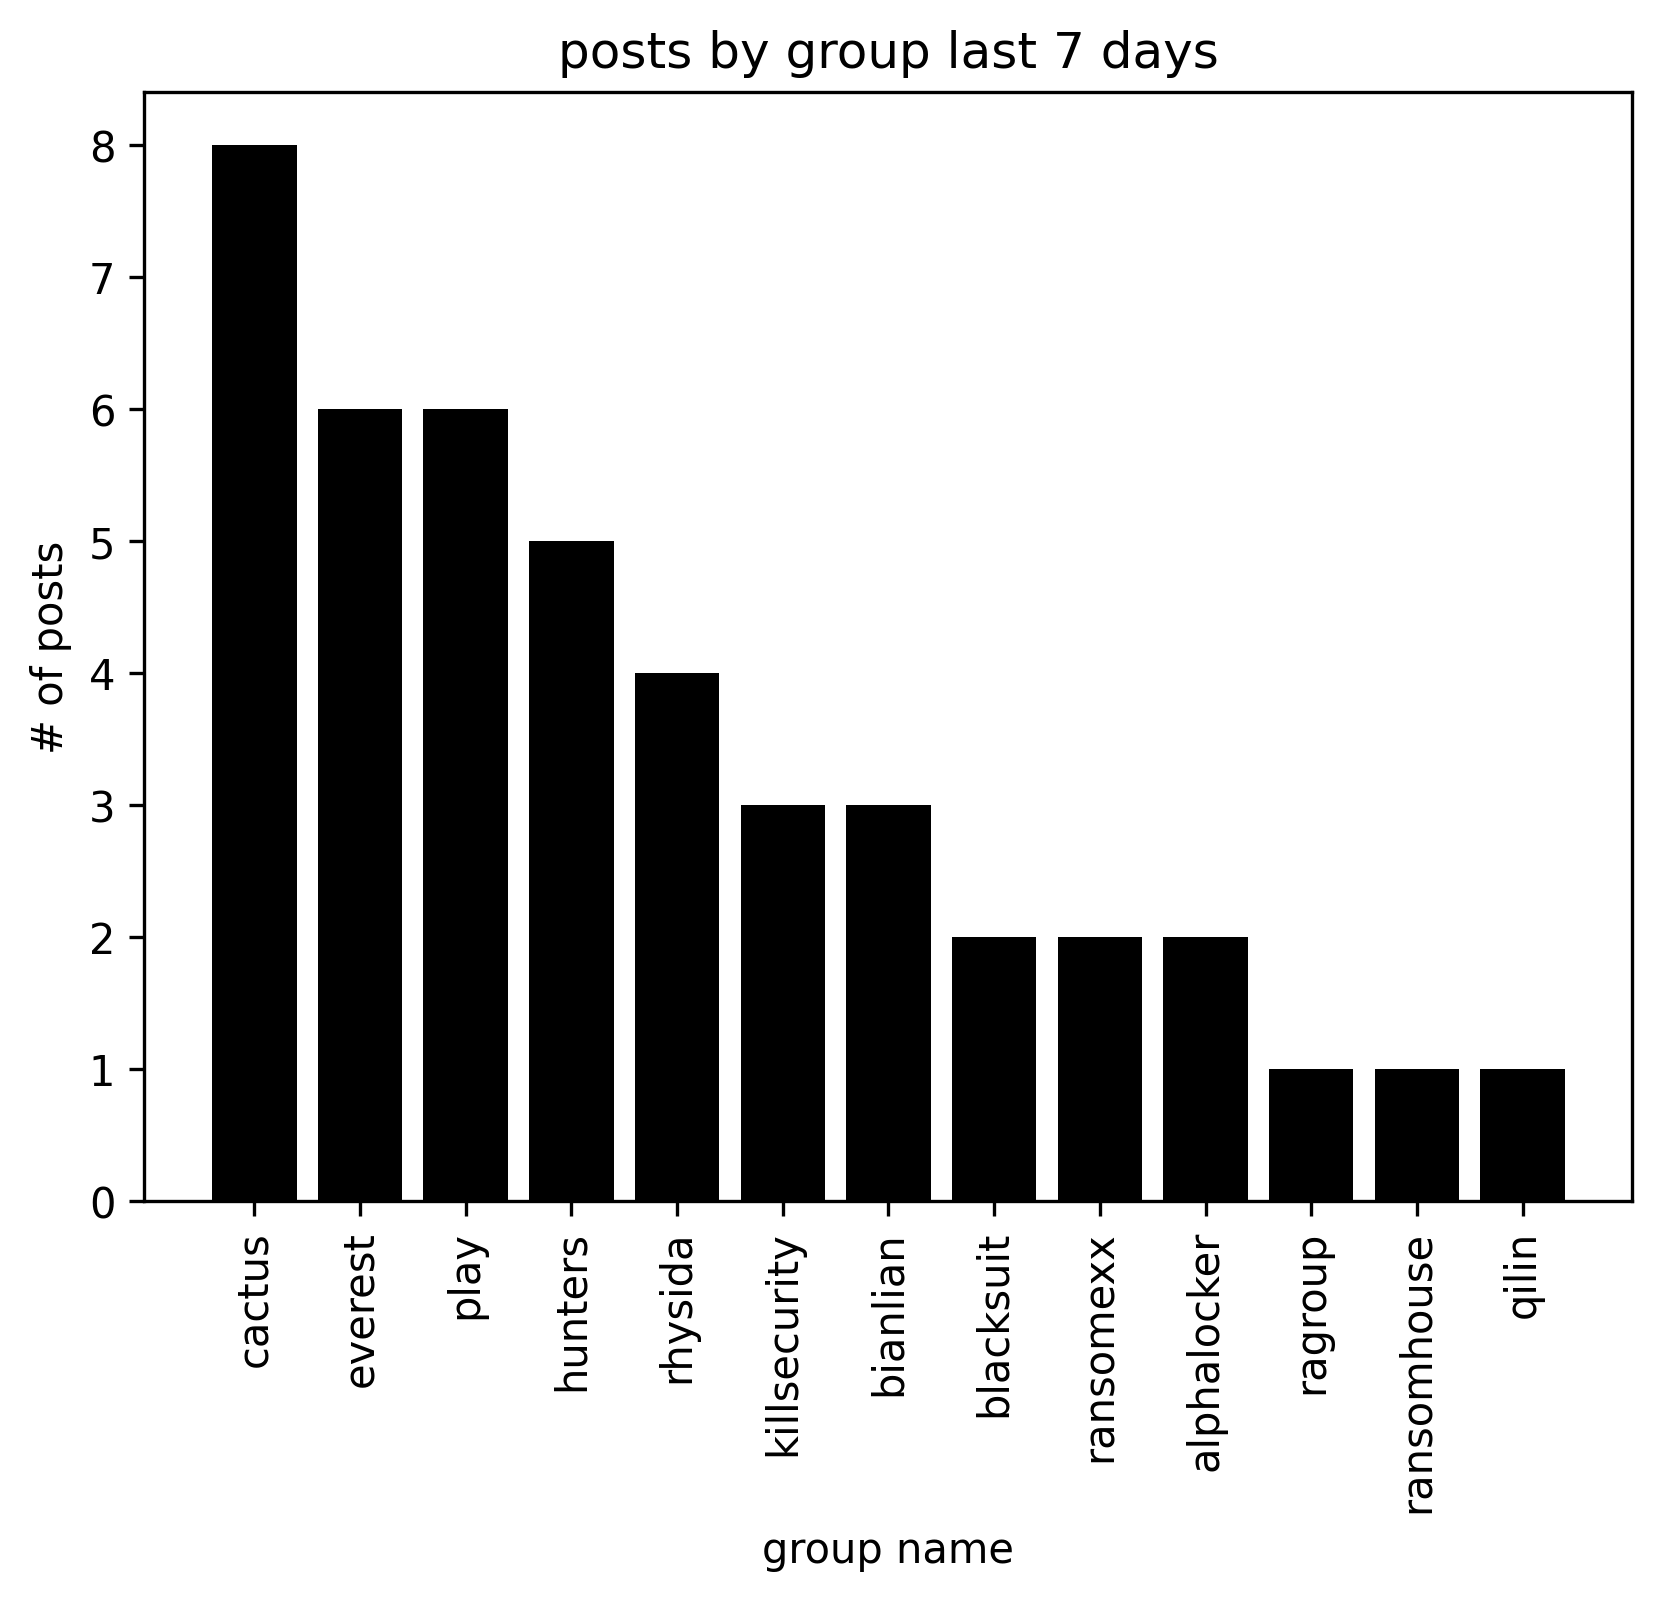 posts by group last 7 days
# of posts
8
7
6
5
4
3
2
1
0
cactus
everest
play
hunters
rhysida
killsecurity
bianlian
blacksuit
ransomexx
alphalocker
ragroup
ransomhouse
qilin
group name